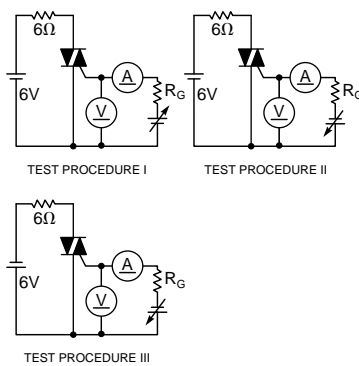 6Ω 6Ω
A A
RG RG
V V
6V 6V
TEST PROCEDURE I TEST PROCEDURE II
6Ω
A
RG
6V V
TEST PROCEDURE III